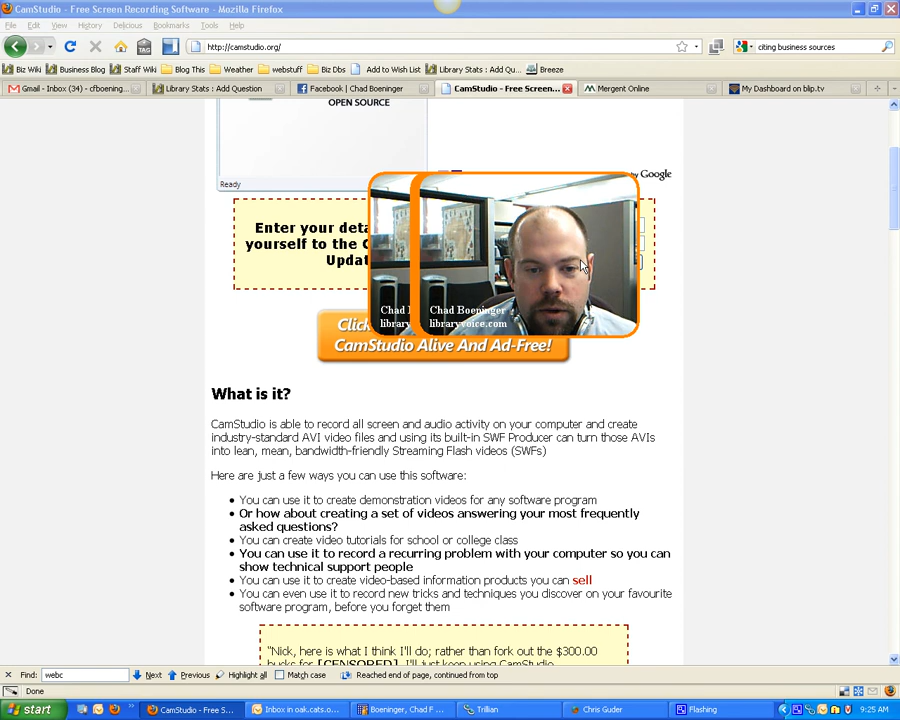 CamStudio - Free Screen Recording Software - Mozilla Firefox
File Edit View History Delicious Bookmarks Tools Help
TAG
http://camstudio.org/
citing business sources
Biz Wiki Business Blog Staff Wiki Blog This Weather webstuff Biz Dbs Add to Wish List Library Stats : Add Qu... Breeze
Gmail - Inbox (34) - cfboening... Library Stats : Add Question Facebook | Chad Boeninger CamStudio - Free Screen... Mergent Online My Dashboard on blip.tv
OPEN SOURCE
Ready
by Google
Enter your deta
yourself to the C
Updat
Chad Boeninger
libraryvoice.com
Click
CamStudio Alive And Ad-Free!
What is it?
CamStudio is able to record all screen and audio activity on your computer and create
industry-standard AVI video files and using its built-in SWF Producer can turn those AVIs
into lean, mean, bandwidth-friendly Streaming Flash videos (SWFs)
Here are just a few ways you can use this software:
You can use it to create demonstration videos for any software program
Or how about creating a set of videos answering your most frequently
asked questions?
You can create video tutorials for school or college class
You can use it to record a recurring problem with your computer so you can
show technical support people
You can use it to create video-based information products you can sell
You can even use it to record new tricks and techniques you discover on your favourite
software program, before you forget them
"Nick, here is what I think I'll do; rather than fork out the $300.00
bucks for [CENSORED], I'll just keep using CamStudio
Find: webc Next Previous Highlight all Match case Reached end of page, continued from top
Done
start CamStudio - Free S... Inbox in oak.cats.o... Boeninger, Chad F ... Trillian Chris Guder Flashing 9:25 AM